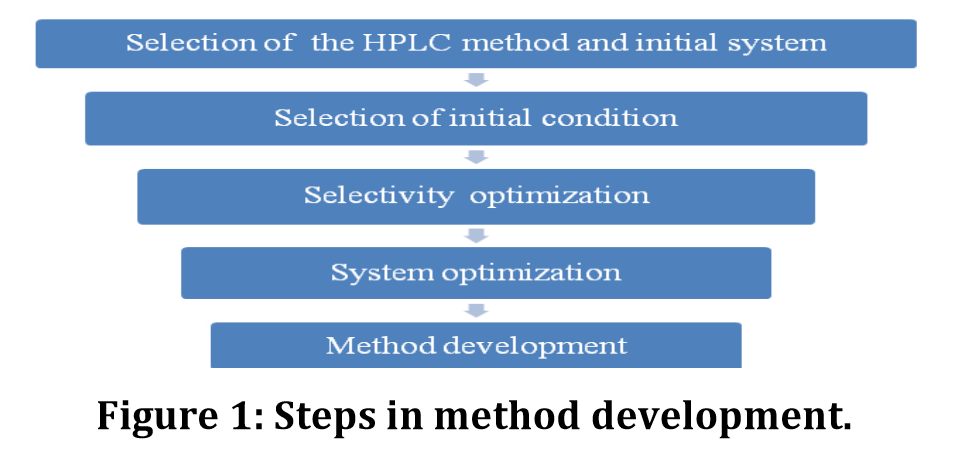 Selection of the HPLC method and initial system
Selection of initial condition
Selectivity optimization
System optimization
Method development
Figure 1: Steps in method development.